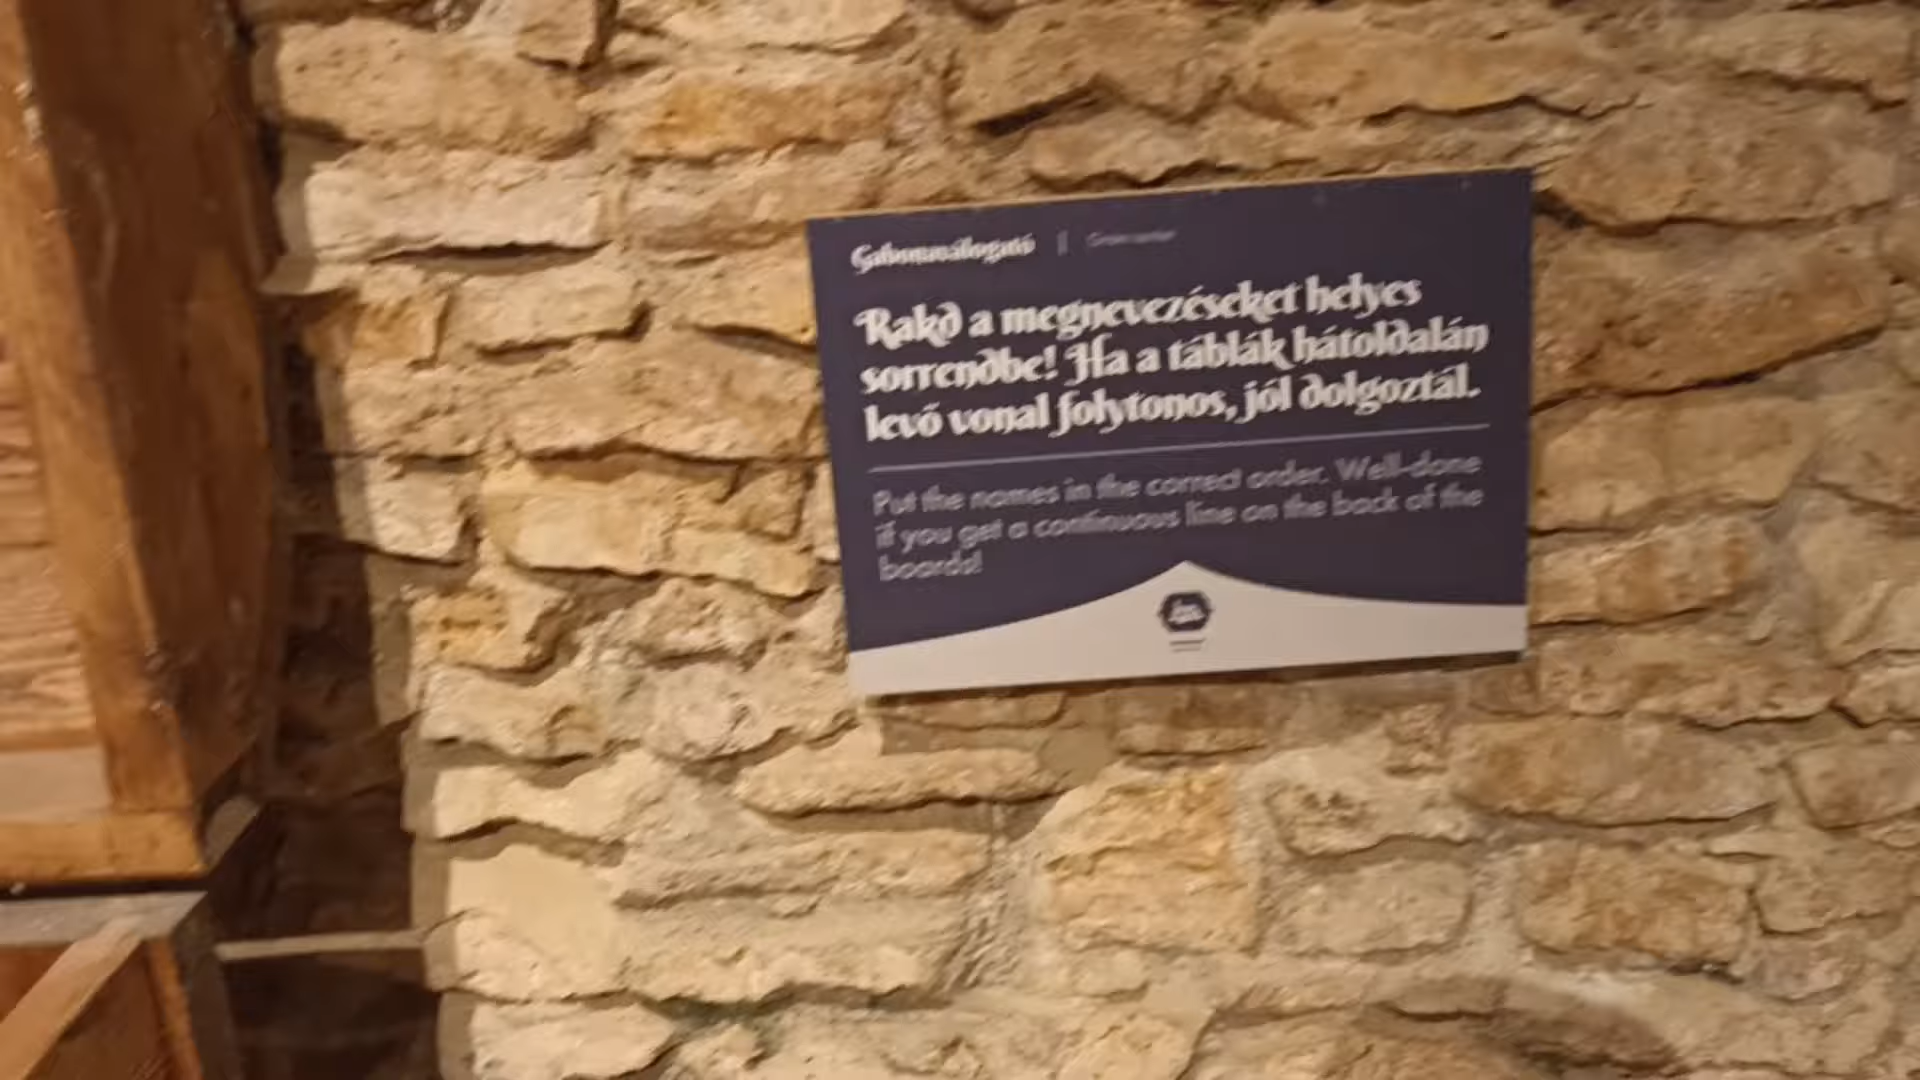 Gabonaválogató
Rakd a megnevezéseket helyes
sorrendbe! Ha a táblák hátoldalán
levő vonal folytonos, jól dolgoztál.
Put the names in the correct order. Well-done
if you get a continuous line on the back of the
boards!